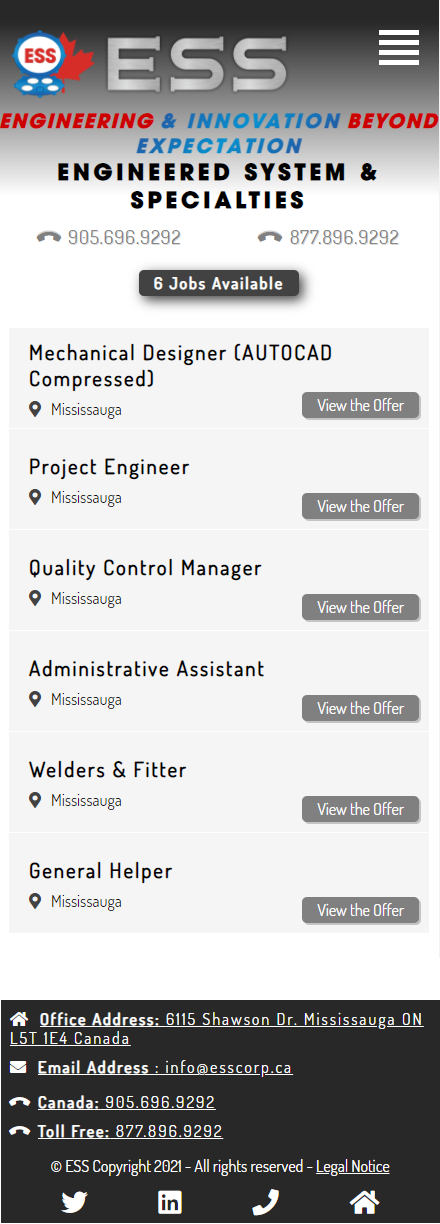 ESS
ESS
ENGINEERING & INNOVATION BEYOND
EXPECTATION
ENGINEERED SYSTEM &
SPECIALTIES
905.696.9292 877.896.9292
6 Jobs Available
Mechanical Designer (AUTOCAD
Compressed)
Mississauga
View the Offer
Project Engineer
Mississauga
View the Offer
Quality Control Manager
Mississauga
View the Offer
Administrative Assistant
Mississauga
View the Offer
Welders & Fitter
Mississauga
View the Offer
General Helper
Mississauga
View the Offer
Office Address: 6115 Shawson Dr. Mississauga ON
L5T 1E4 Canada
Email Address : info@esscorp.ca
Canada: 905.696.9292
Toll Free: 877.896.9292
© ESS Copyright 2021 - All rights reserved - Legal Notice